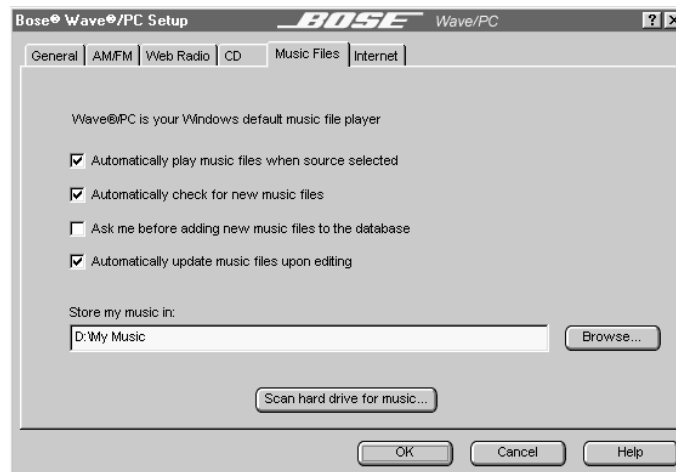 Bose® Wave®/PC Setup BOSE Wave/PC ? X
General AM/FM Web Radio CD Music Files Internet
Wave®/PC is your Windows default music file player
Automatically play music files when source selected
Automatically check for new music files
Ask me before adding new music files to the database
Automatically update music files upon editing
Store my music in:
D:\My Music Browse...
Scan hard drive for music...
OK Cancel Help